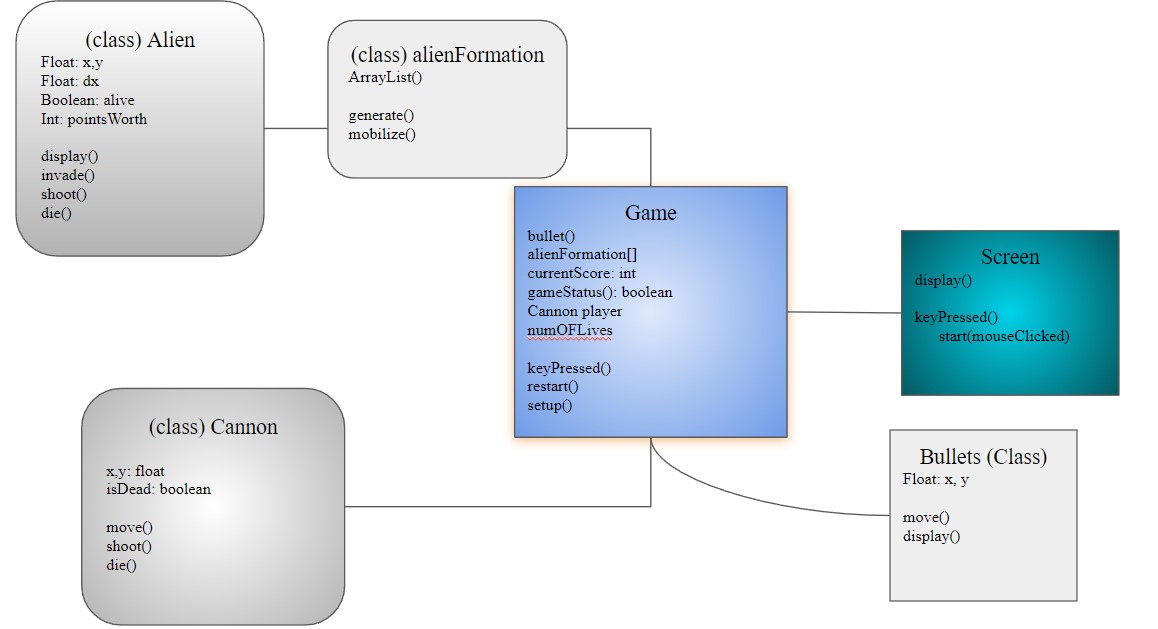 (class) Alien
Float: x,y
Float: dx
Boolean: alive
Int: pointsWorth
display()
invade()
shoot()
die()
(class) alienFormation
ArrayList()
generate()
mobilize()
Game
bullet()
alienFormation[]
currentScore: int
gameStatus(): boolean
Cannon player
numOFLives
keyPressed()
restart()
setup()
Screen
display()
keyPressed()
start(mouseClicked)
(class) Cannon
x,y: float
isDead: boolean
move()
shoot()
die()
Bullets (Class)
Float: x, y
move()
display()